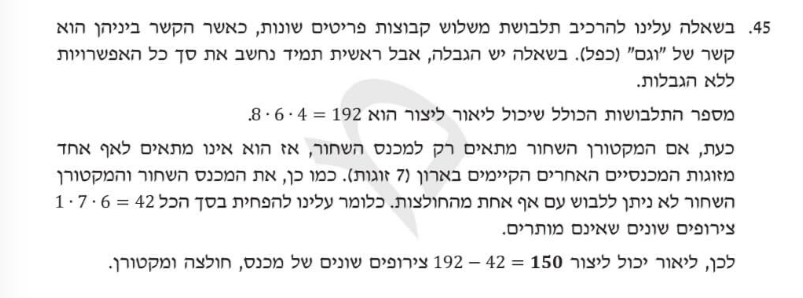 45. בשאלה עלינו להרכיב תלבושת משלוש קבוצות פריטים שונות, כאשר הקשר ביניהן הוא
קשר של "וגם" (כפל). בשאלה יש הגבלה, אבל ראשית תמיד נחשב את סך כל האפשרויות
ללא הגבלות.
מספר התלבושות הכולל שיכול ליאור ליצור הוא 8 · 6 · 4 = 192.
כעת, אם המקטורן השחור מתאים רק למכנס השחור, אז הוא אינו מתאים לאף אחד
מזוגות המכנסיים האחרים הקיימים בארון (7 זוגות). כמו כן, את המכנס השחור והמקטורן
השחור לא ניתן ללבוש עם אף אחת מהחולצות. כלומר עלינו להפחית בסך הכל 1 · 7 · 6 = 42
צירופים שונים שאינם מותרים.
לכן, ליאור יכול ליצור 192 − 42 = 150 צירופים שונים של מכנס, חולצה ומקטורן.